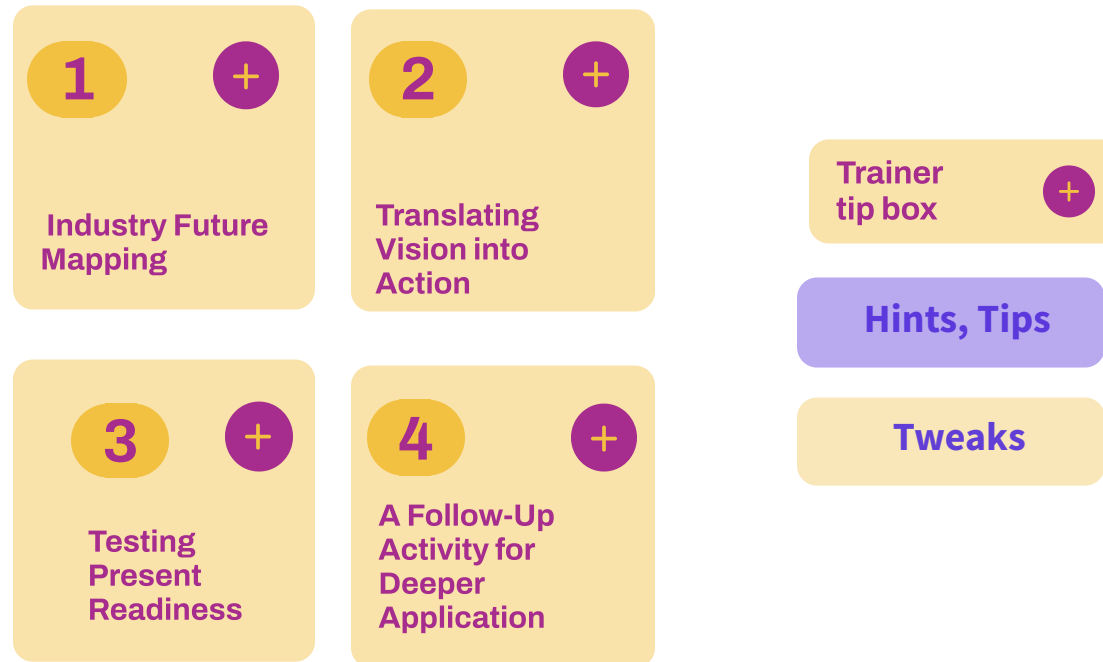 1
Industry Future
Mapping
2
Translating
Vision into
Action
3
Testing
Present
Readiness
4
A Follow-Up
Activity for
Deeper
Application
Trainer
tip box
Hints, Tips
Tweaks